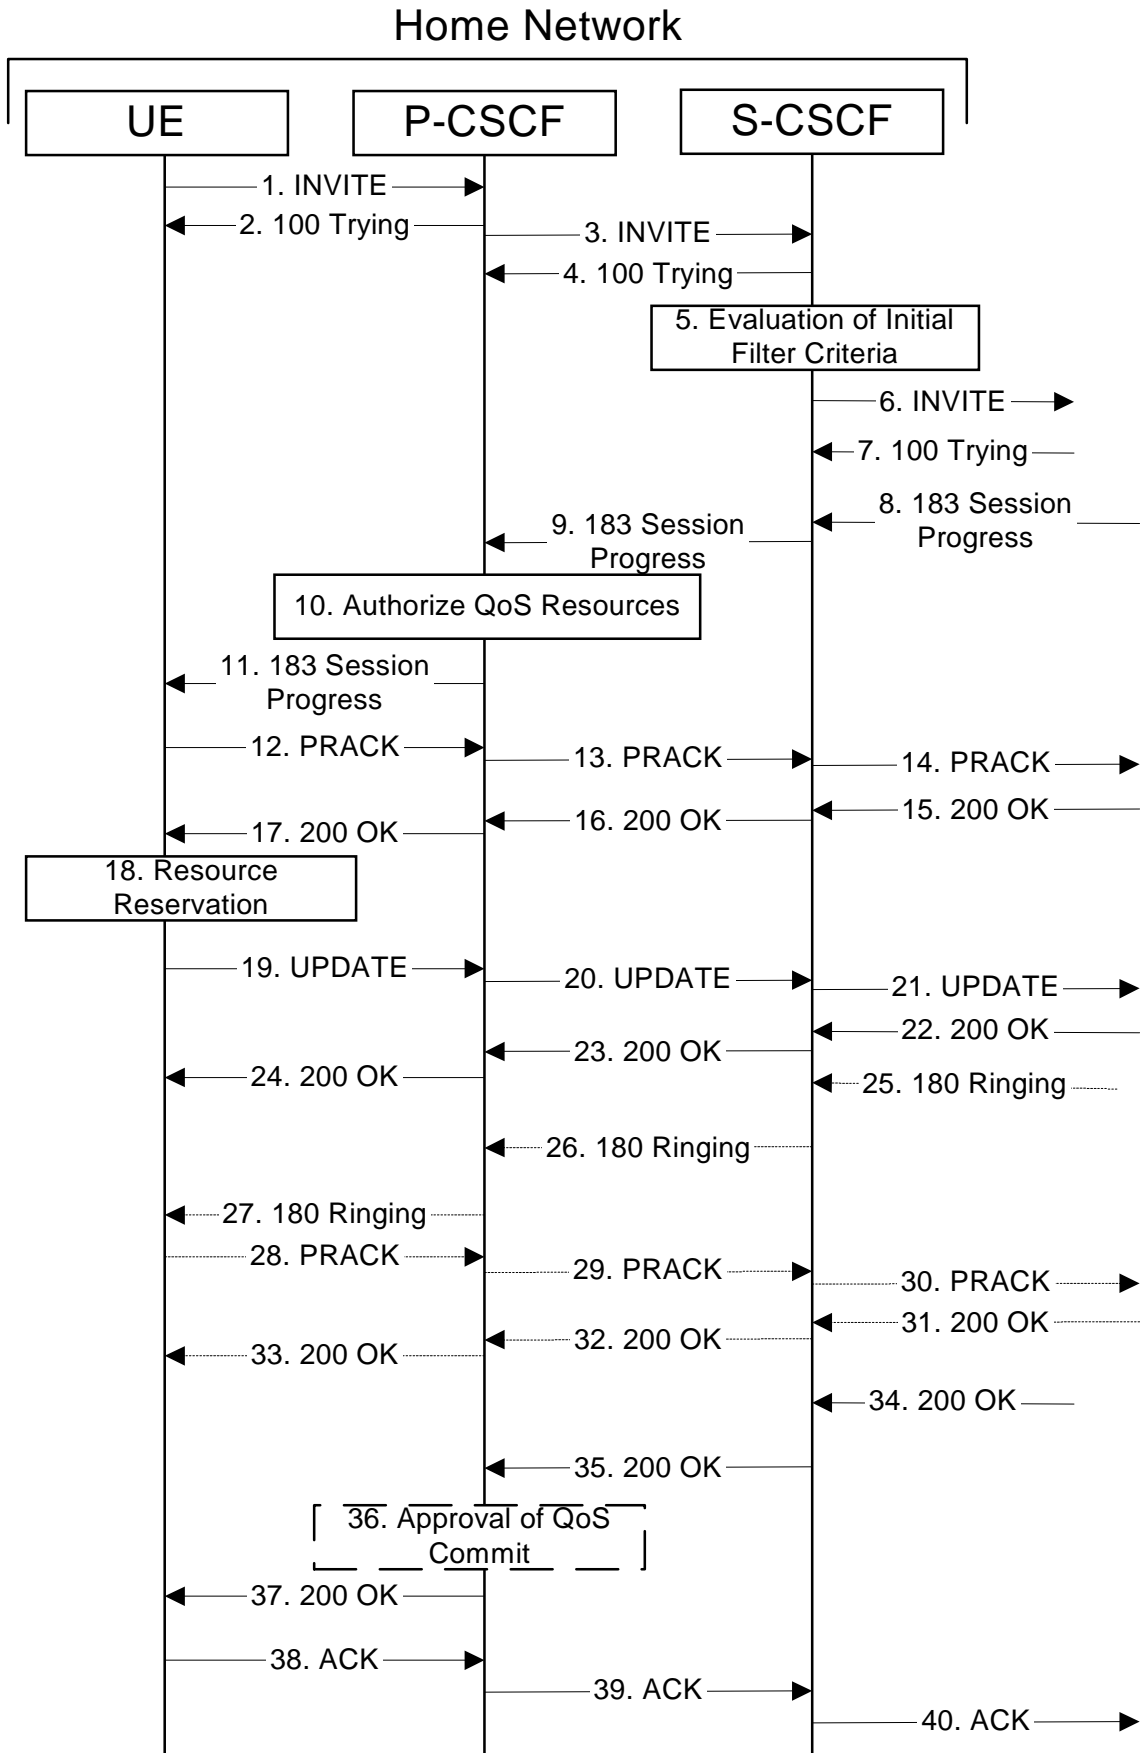 Home Network
UE
P-CSCF
S-CSCF
1. INVITE
2. 100 Trying
3. INVITE
4. 100 Trying
5. Evaluation of Initial
Filter Criteria
6. INVITE
7. 100 Trying
8. 183 Session
Progress
9. 183 Session
Progress
10. Authorize QoS Resources
11. 183 Session
Progress
12. PRACK
13. PRACK
14. PRACK
15. 200 OK
16. 200 OK
17. 200 OK
18. Resource
Reservation
19. UPDATE
20. UPDATE
21. UPDATE
22. 200 OK
23. 200 OK
24. 200 OK
25. 180 Ringing
26. 180 Ringing
27. 180 Ringing
28. PRACK
29. PRACK
30. PRACK
31. 200 OK
32. 200 OK
33. 200 OK
34. 200 OK
35. 200 OK
36. Approval of QoS
Commit
37. 200 OK
38. ACK
39. ACK
40. ACK